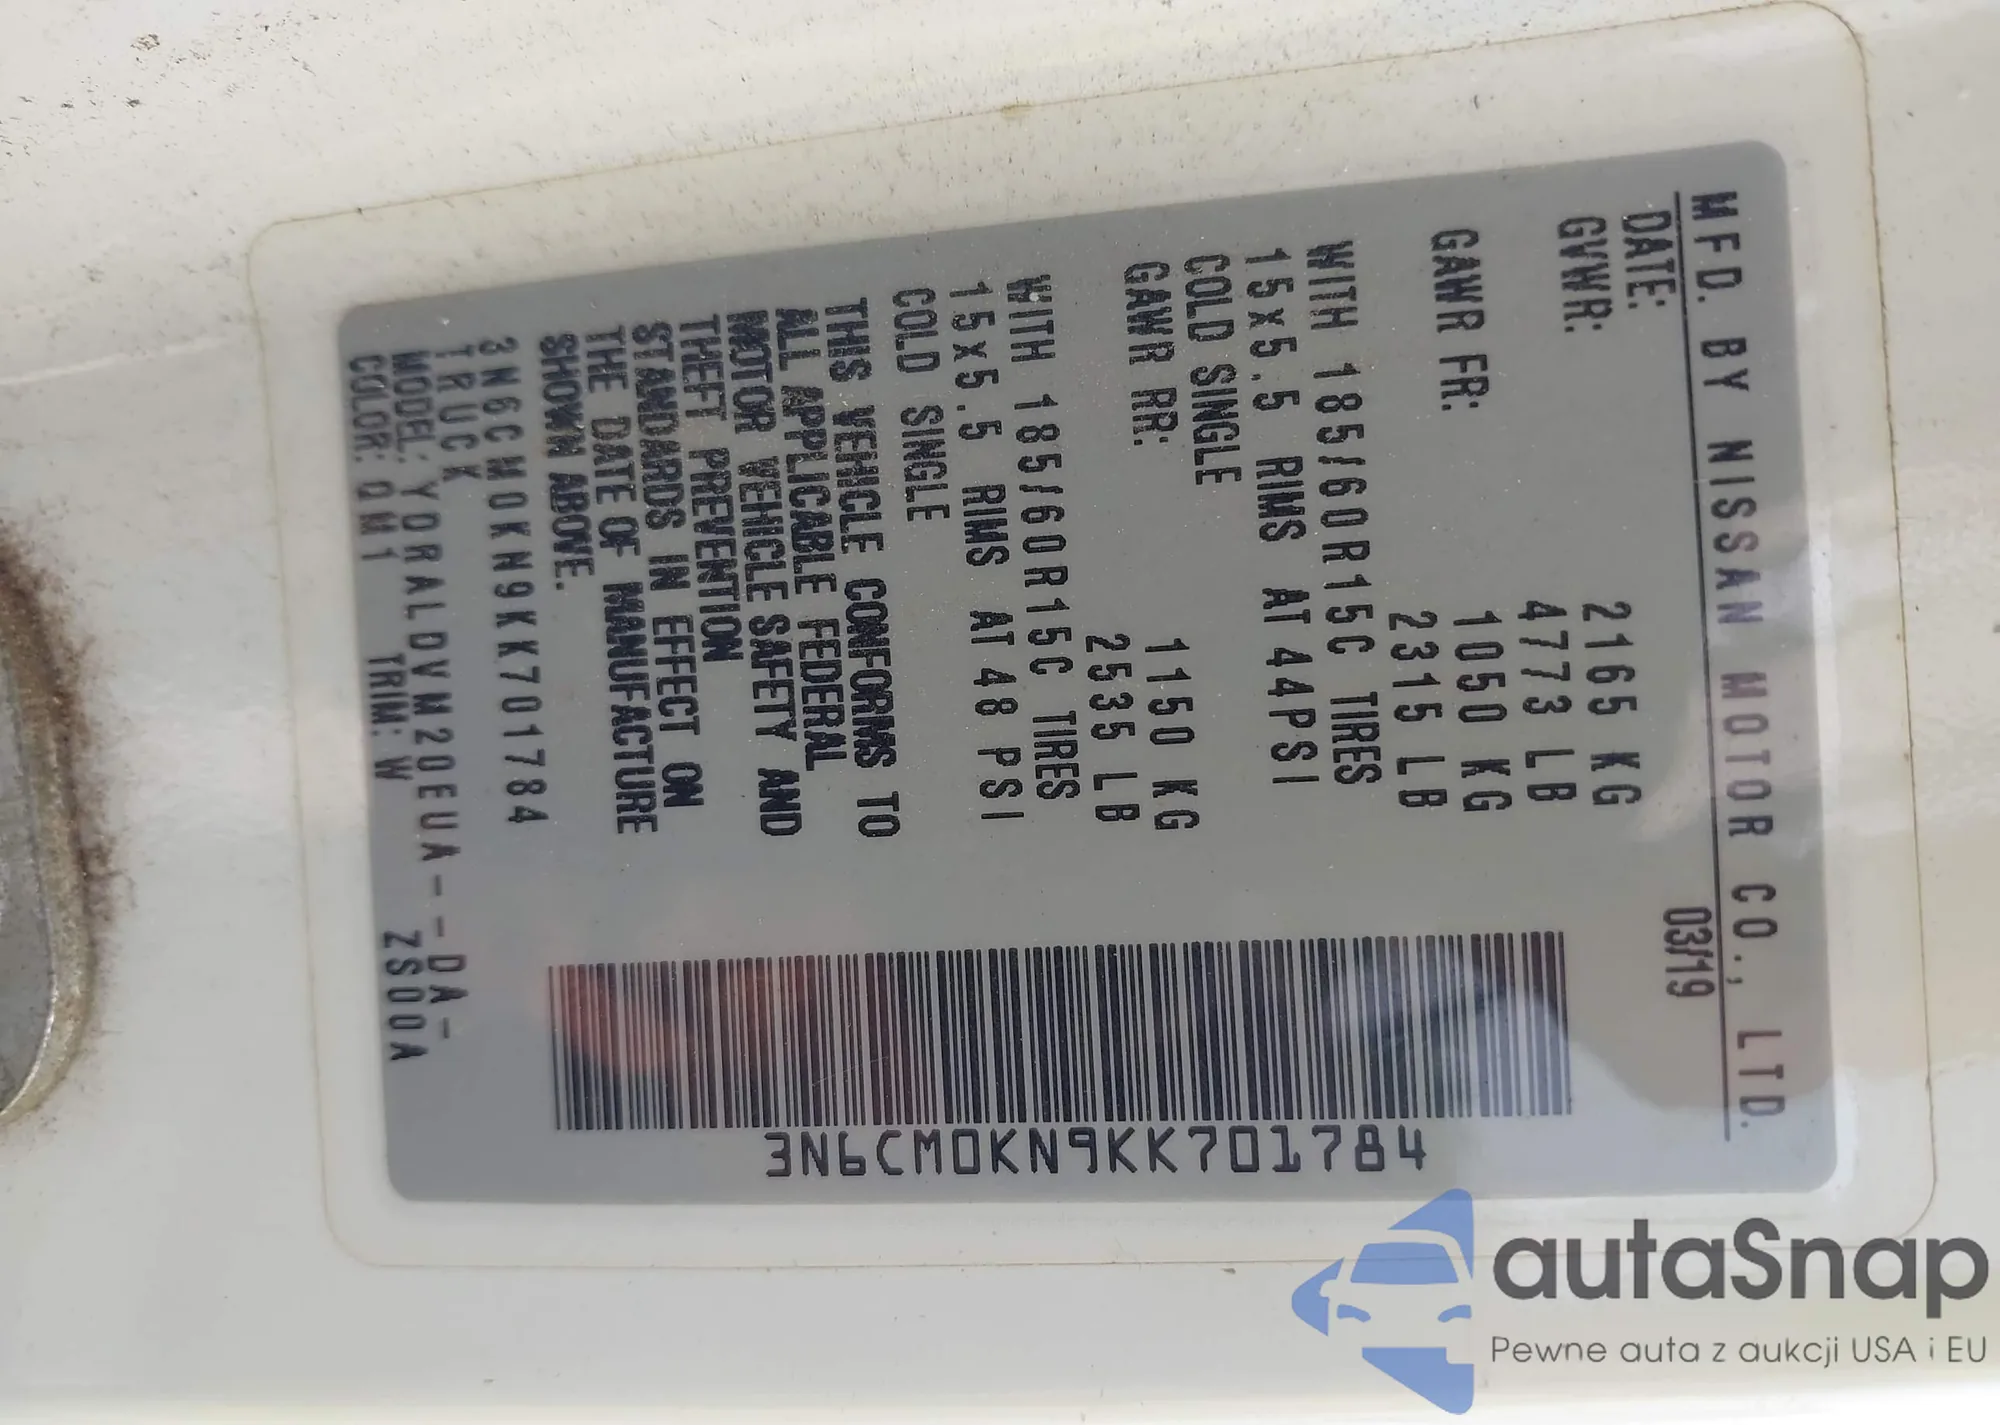 MFD. BY NISSAN MOTOR CO., LTD.
DATE: 03/19
GVWR: 2165 KG
4773 LB
GAWR FR: 1050 KG
2315 LB
WITH 185/60R15C TIRES
15x5.5 RIMS AT 44PSI
COLD SINGLE
GAWR RR: 1150 KG
2535 LB
WITH 185/60R15C TIRES
15x5.5 RIMS AT 48 PSI
COLD SINGLE
THIS VEHICLE CONFORMS TO
ALL APPLICABLE FEDERAL
MOTOR VEHICLE SAFETY AND
THEFT PREVENTION
STANDARDS IN EFFECT ON
THE DATE OF MANUFACTURE
SHOWN ABOVE.
3N6CM0KN9KK701784
TRUCK
MODEL: YDRALDVM20EUA--DA-
COLOR: QM1 TRIM: W ZS00A
3N6CM0KN9KK701784
autaSnap
Pewne auta z aukcji USA i EU